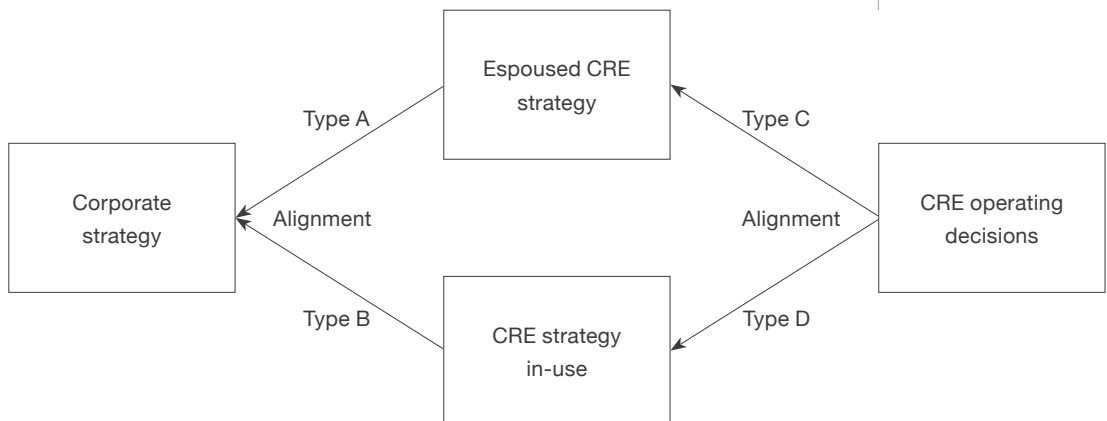 Espoused CRE
strategy
Type A
Type C
Corporate
strategy
Alignment
Alignment
CRE operating
decisions
Type B
Type D
CRE strategy
in-use